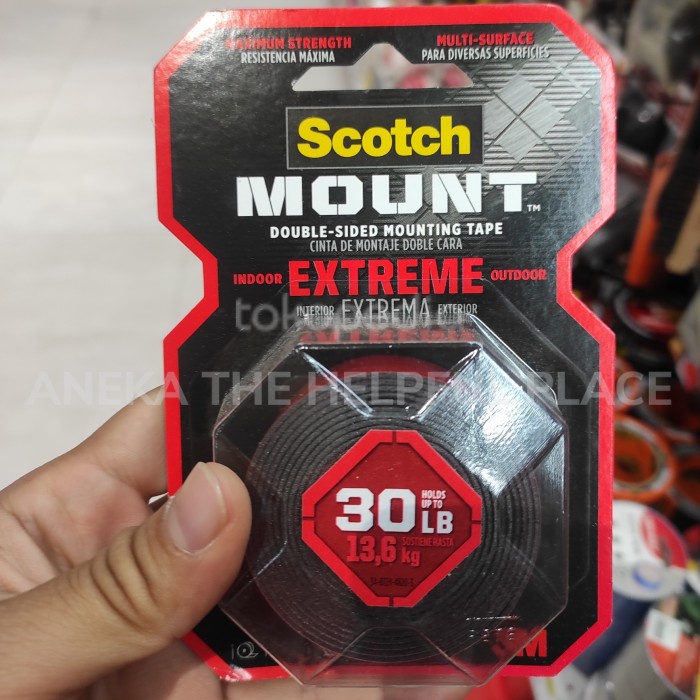 MAXIMUM STRENGTH
RESISTENCIA MÁXIMA
MULTI-SURFACE
PARA DIVERSAS SUPERFICIES
Scotch
MOUNT™
DOUBLE-SIDED MOUNTING TAPE
CINTA DE MONTAJE DOBLE CARA
INDOOR EXTREME OUTDOOR
INTERIOR EXTREMA EXTERIOR
ANEKA THE HELPFUL PLACE
HOLDS
UP TO
30 LB
13,6 kg
SOSTIENE HASTA
3M